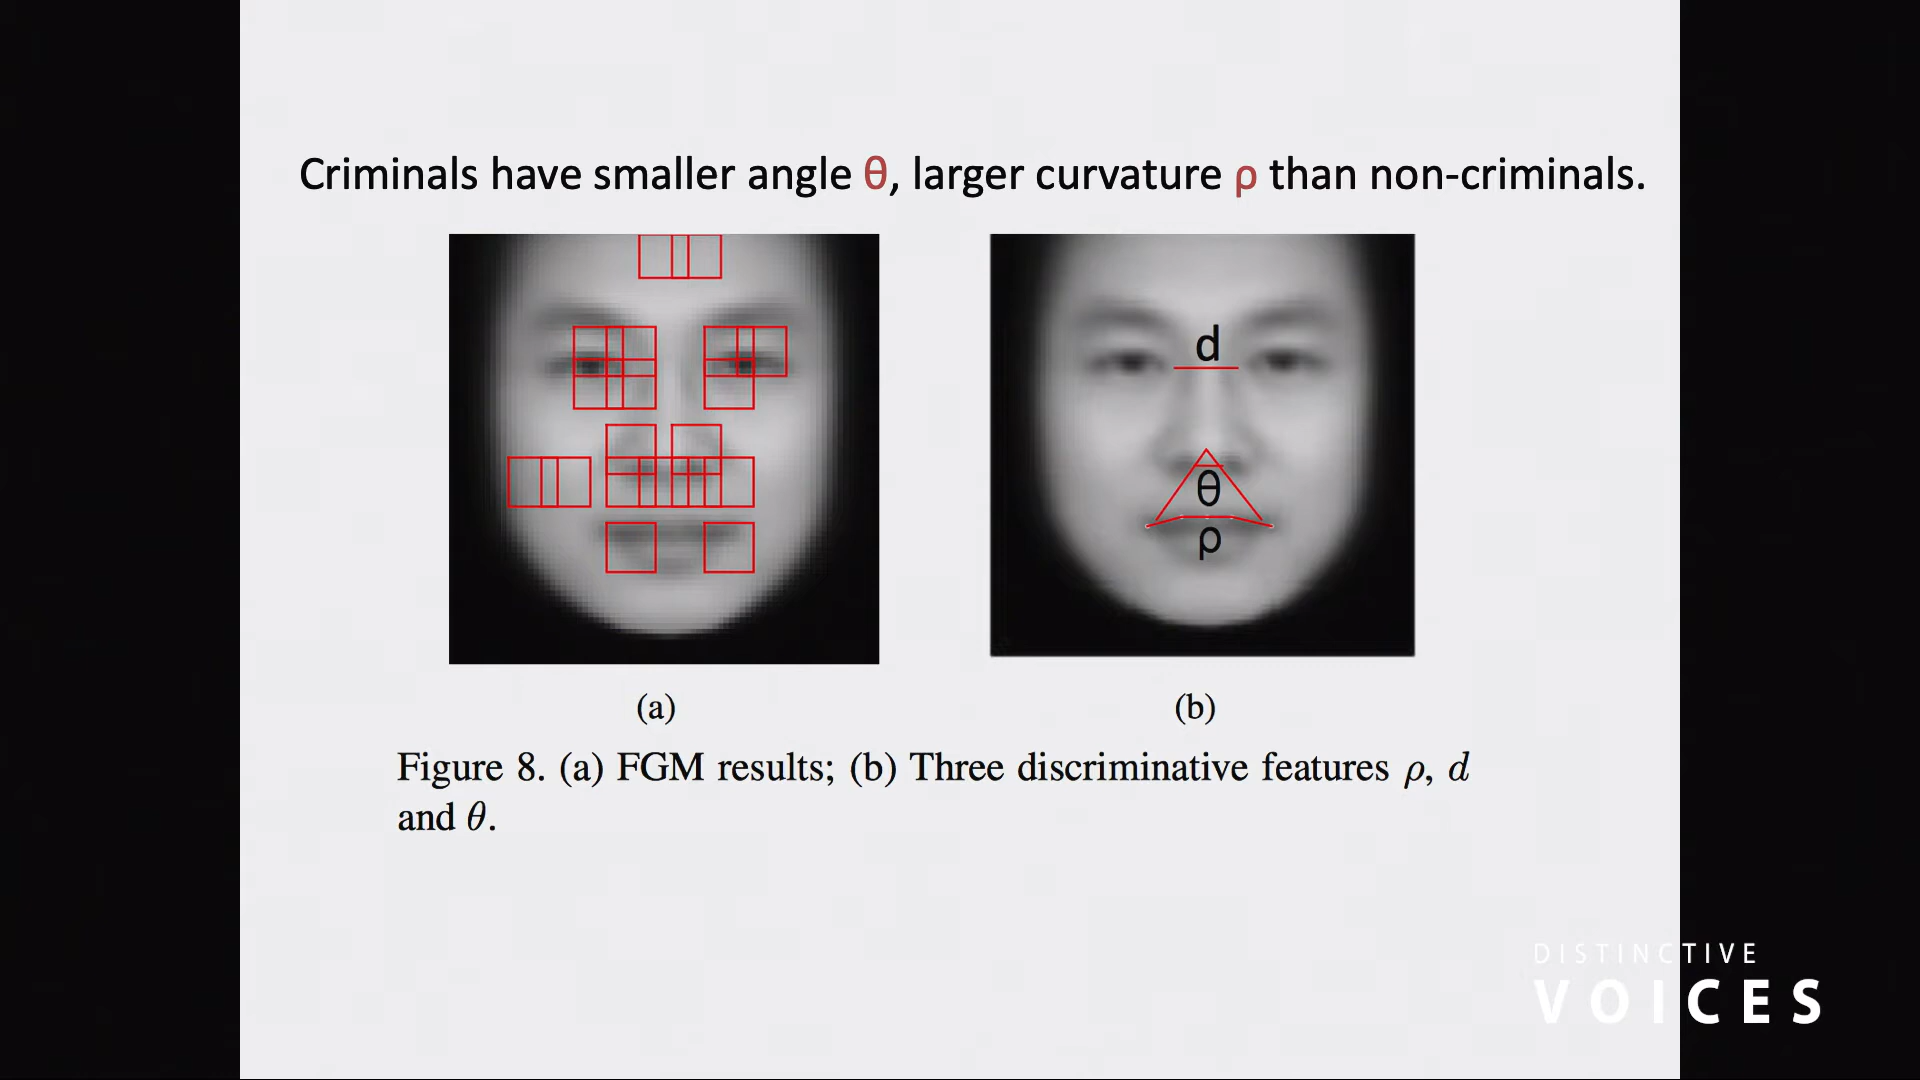 Criminals have smaller angle θ, larger curvature ρ than non-criminals.
d
θ
ρ
(a)
(b)
Figure 8. (a) FGM results; (b) Three discriminative features ρ, d
and θ.
DISTINCTIVE
VOICES